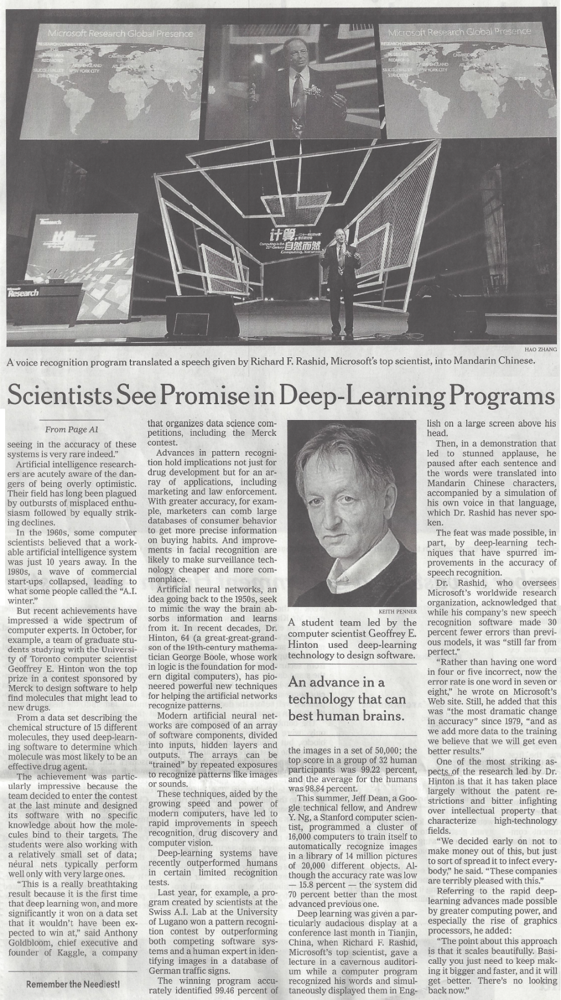 Microsoft Research Global Presence
Microsoft Research Global Presence
RESEARCH CONNECTIONS
RESEARCH CONNECTIONS
REDMOND
NEW ENGLAND
SILICON VALLEY
NEW YORK CITY
REDMOND
NEW ENGLAND
SILICON VALLEY
NEW YORK CITY
ASIA
计算,
Computing in the
21st Century
自然而然
Computing, Naturally
Research
Research
HAO ZHANG
A voice recognition program translated a speech given by Richard F. Rashid, Microsoft's top scientist, into Mandarin Chinese.
Scientists See Promise in Deep-Learning Programs
From Page A1
seeing in the accuracy of these
systems is very rare indeed.”
Artificial intelligence research-
ers are acutely aware of the dan-
gers of being overly optimistic.
Their field has long been plagued
by outbursts of misplaced enthu-
siasm followed by equally strik-
ing declines.
In the 1960s, some computer
scientists believed that a work-
able artificial intelligence system
was just 10 years away. In the
1980s, a wave of commercial
start-ups collapsed, leading to
what some people called the “A.I.
winter.”
But recent achievements have
impressed a wide spectrum of
computer experts. In October, for
example, a team of graduate stu-
dents studying with the Universi-
ty of Toronto computer scientist
Geoffrey E. Hinton won the top
prize in a contest sponsored by
Merck to design software to help
find molecules that might lead to
new drugs.
From a data set describing the
chemical structure of 15 different
molecules, they used deep-learn-
ing software to determine which
molecule was most likely to be an
effective drug agent.
The achievement was partic-
ularly impressive because the
team decided to enter the contest
at the last minute and designed
its software with no specific
knowledge about how the mole-
cules bind to their targets. The
students were also working with
a relatively small set of data;
neural nets typically perform
well only with very large ones.
“This is a really breathtaking
result because it is the first time
that deep learning won, and more
significantly it won on a data set
that it wouldn't have been ex-
pected to win at,” said Anthony
Goldbloom, chief executive and
founder of Kaggle, a company
Remember the Neediest!
that organizes data science com-
petitions, including the Merck
contest.
Advances in pattern recogni-
tion hold implications not just for
drug development but for an ar-
ray of applications, including
marketing and law enforcement.
With greater accuracy, for exam-
ple, marketers can comb large
databases of consumer behavior
to get more precise information
on buying habits. And improve-
ments in facial recognition are
likely to make surveillance tech-
nology cheaper and more com-
monplace.
Artificial neural networks, an
idea going back to the 1950s, seek
to mimic the way the brain ab-
sorbs information and learns
from it. In recent decades, Dr.
Hinton, 64 (a great-great-grand-
son of the 19th-century mathema-
tician George Boole, whose work
in logic is the foundation for mod-
ern digital computers), has pio-
neered powerful new techniques
for helping the artificial networks
recognize patterns.
Modern artificial neural net-
works are composed of an array
of software components, divided
into inputs, hidden layers and
outputs. The arrays can be
“trained” by repeated exposures
to recognize patterns like images
or sounds.
These techniques, aided by the
growing speed and power of
modern computers, have led to
rapid improvements in speech
recognition, drug discovery and
computer vision.
Deep-learning systems have
recently outperformed humans
in certain limited recognition
tests.
Last year, for example, a pro-
gram created by scientists at the
Swiss A.I. Lab at the University
of Lugano won a pattern recogni-
tion contest by outperforming
both competing software sys-
tems and a human expert in iden-
tifying images in a database of
German traffic signs.
The winning program accu-
rately identified 99.46 percent of
KEITH PENNER
A student team led by the
computer scientist Geoffrey E.
Hinton used deep-learning
technology to design software.
An advance in a
technology that can
best human brains.
the images in a set of 50,000; the
top score in a group of 32 human
participants was 99.22 percent,
and the average for the humans
was 98.84 percent.
This summer, Jeff Dean, a Goo-
gle technical fellow, and Andrew
Y. Ng, a Stanford computer scien-
tist, programmed a cluster of
16,000 computers to train itself to
automatically recognize images
in a library of 14 million pictures
of 20,000 different objects. Al-
though the accuracy rate was low
— 15.8 percent — the system did
70 percent better than the most
advanced previous one.
Deep learning was given a par-
ticularly audacious display at a
conference last month in Tianjin,
China, when Richard F. Rashid,
Microsoft's top scientist, gave a
lecture in a cavernous auditori-
um while a computer program
recognized his words and simul-
taneously displayed them in Eng-
lish on a large screen above his
head.
Then, in a demonstration that
led to stunned applause, he
paused after each sentence and
the words were translated into
Mandarin Chinese characters,
accompanied by a simulation of
his own voice in that language,
which Dr. Rashid has never spo-
ken.
The feat was made possible, in
part, by deep-learning tech-
niques that have spurred im-
provements in the accuracy of
speech recognition.
Dr. Rashid, who oversees
Microsoft's worldwide research
organization, acknowledged that
while his company's new speech
recognition software made 30
percent fewer errors than previ-
ous models, it was “still far from
perfect.”
“Rather than having one word
in four or five incorrect, now the
error rate is one word in seven or
eight,” he wrote on Microsoft's
Web site. Still, he added that this
was “the most dramatic change
in accuracy” since 1979, “and as
we add more data to the training
we believe that we will get even
better results.”
One of the most striking as-
pects of the research led by Dr.
Hinton is that it has taken place
largely without the patent re-
strictions and bitter infighting
over intellectual property that
characterize high-technology
fields.
“We decided early on not to
make money out of this, but just
to sort of spread it to infect every-
body,” he said. “These companies
are terribly pleased with this.”
Referring to the rapid deep-
learning advances made possible
by greater computing power, and
especially the rise of graphics
processors, he added:
“The point about this approach
is that it scales beautifully. Basi-
cally you just need to keep mak-
ing it bigger and faster, and it will
get better. There's no looking
back now.”